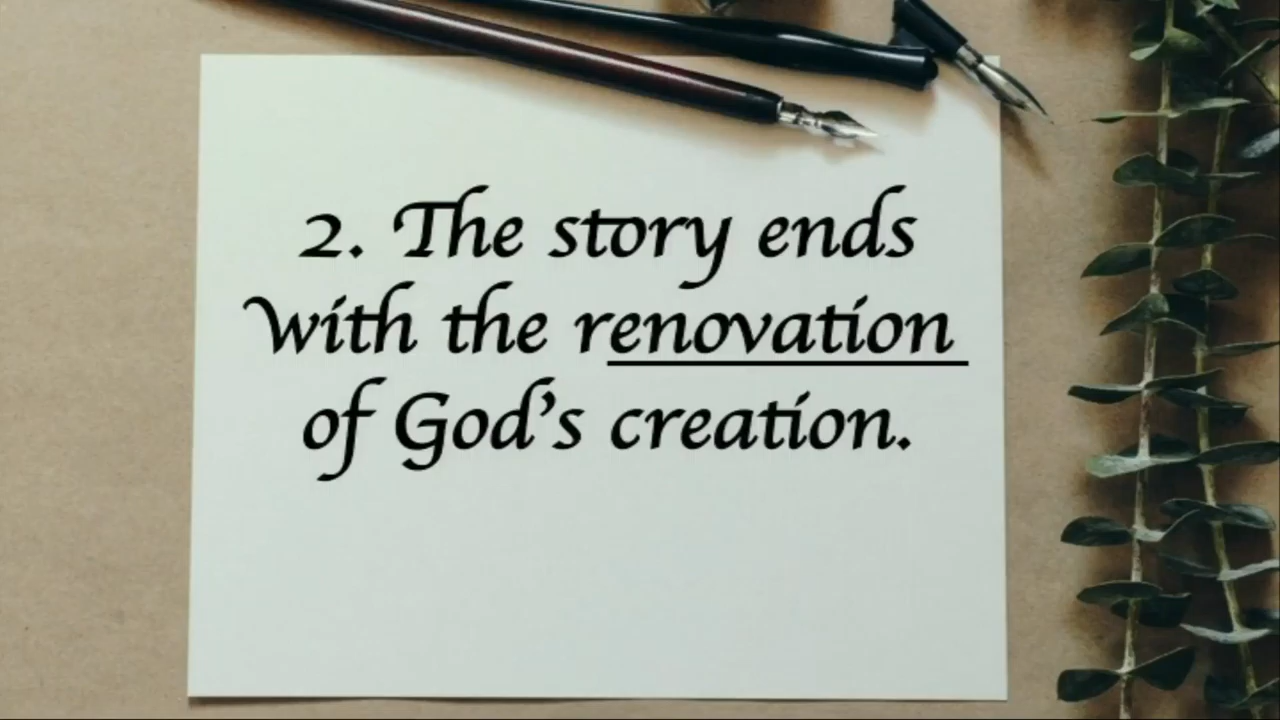 2. The story ends
with the renovation
of God's creation.